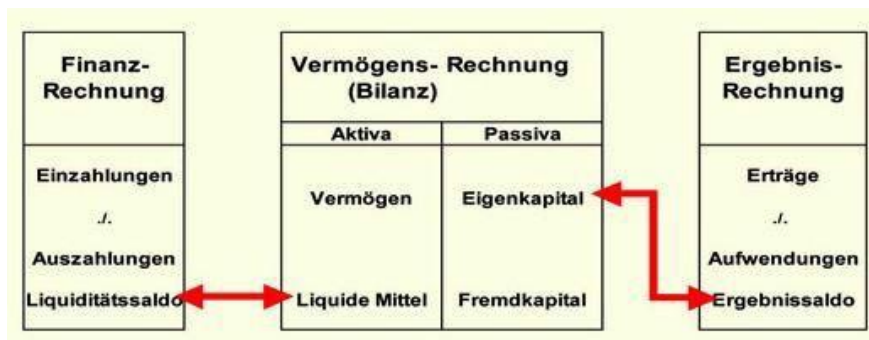 Finanz-
Rechnung
Einzahlungen
./.
Auszahlungen
Liquiditätssaldo
Vermögens- Rechnung
(Bilanz)
Aktiva
Passiva
Vermögen
Eigenkapital
Liquide Mittel
Fremdkapital
Ergebnis-
Rechnung
Erträge
./.
Aufwendungen
Ergebnissaldo